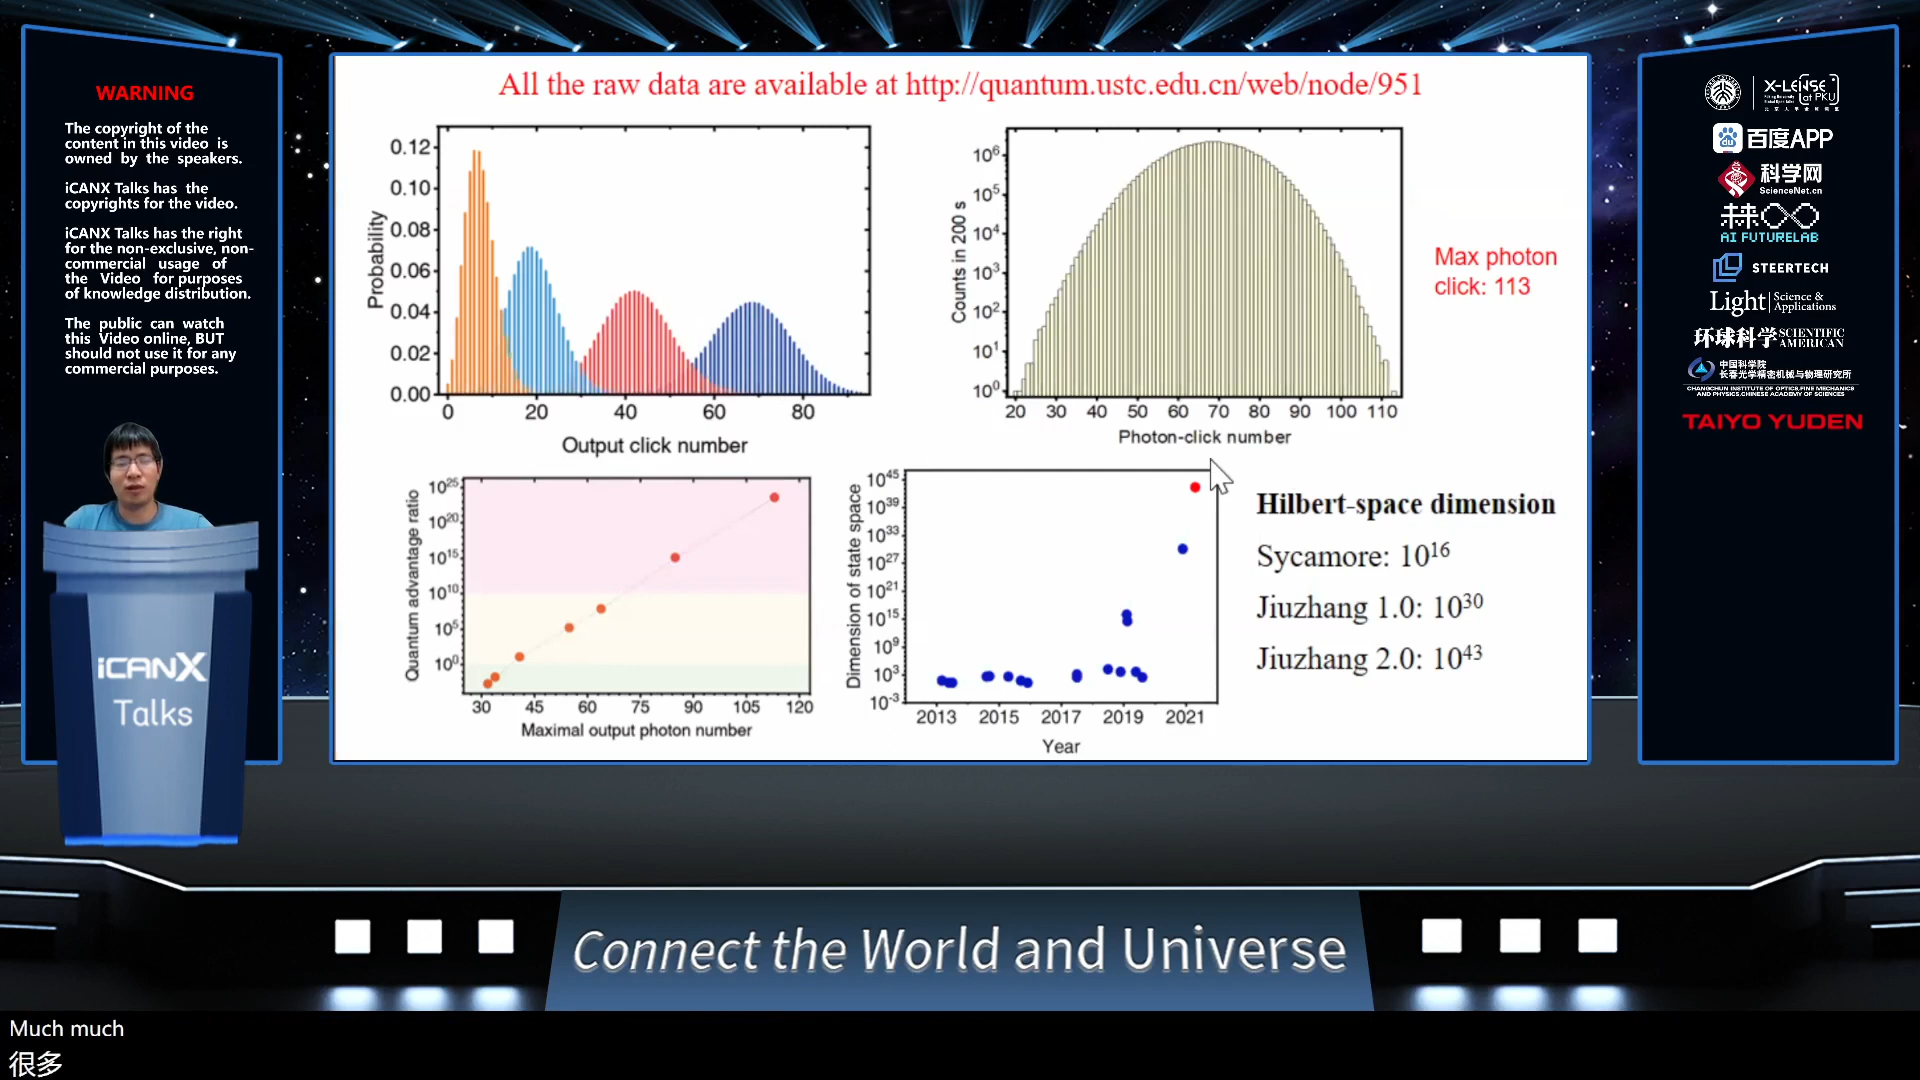 WARNING
The copyright of the
content in this video is
owned by the speakers.
iCANX Talks has the
copyrights for the video.
iCANX Talks has the right
for the non-exclusive, non-
commercial usage of
the Video for purposes
of knowledge distribution.
The public can watch
this Video online, BUT
should not use it for any
commercial purposes.
iCANX
Talks
All the raw data are available at http://quantum.ustc.edu.cn/web/node/951
Probability
0.12
0.10
0.08
0.06
0.04
0.02
0.00
0 20 40 60 80
Output click number
Counts in 200 s
10⁶
10⁵
10⁴
10³
10²
10¹
10⁰
20 30 40 50 60 70 80 90 100 110
Photon-click number
Max photon
click: 113
Quantum advantage ratio
10²⁵
10²⁰
10¹⁵
10¹⁰
10⁵
10⁰
30 45 60 75 90 105 120
Maximal output photon number
Dimension of state space
10⁴⁵
10³⁹
10³³
10²⁷
10²¹
10¹⁵
10⁹
10³
10⁻³
2013 2015 2017 2019 2021
Year
Hilbert-space dimension
Sycamore: 10¹⁶
Jiuzhang 1.0: 10³⁰
Jiuzhang 2.0: 10⁴³
X-LENSE
at PKU
du 百度APP
科学网
ScienceNet.cn
AI FUTURELAB
STEERTECH
Light Science &
Applications
环球科学 SCIENTIFIC
AMERICAN
中国科学院
长春光学精密机械与物理研究所
CHANGCHUN INSTITUTE OF OPTICS,FINE MECHANICS
AND PHYSICS,CHINESE ACADEMY OF SCIENCES
TAIYO YUDEN
Connect the World and Universe
Much much
很多